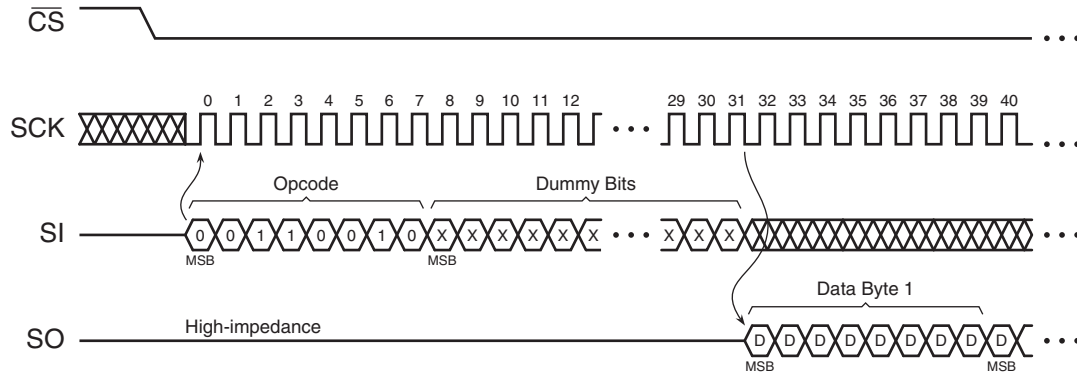 CS
SCK
0 1 2 3 4 5 6 7 8 9 10 11 12 29 30 31 32 33 34 35 36 37 38 39 40
Opcode Dummy Bits
SI
0 0 1 1 0 0 1 0 X X X X X X X X X
MSB MSB
Data Byte 1
High-impedance
SO
D D D D D D D D D
MSB MSB